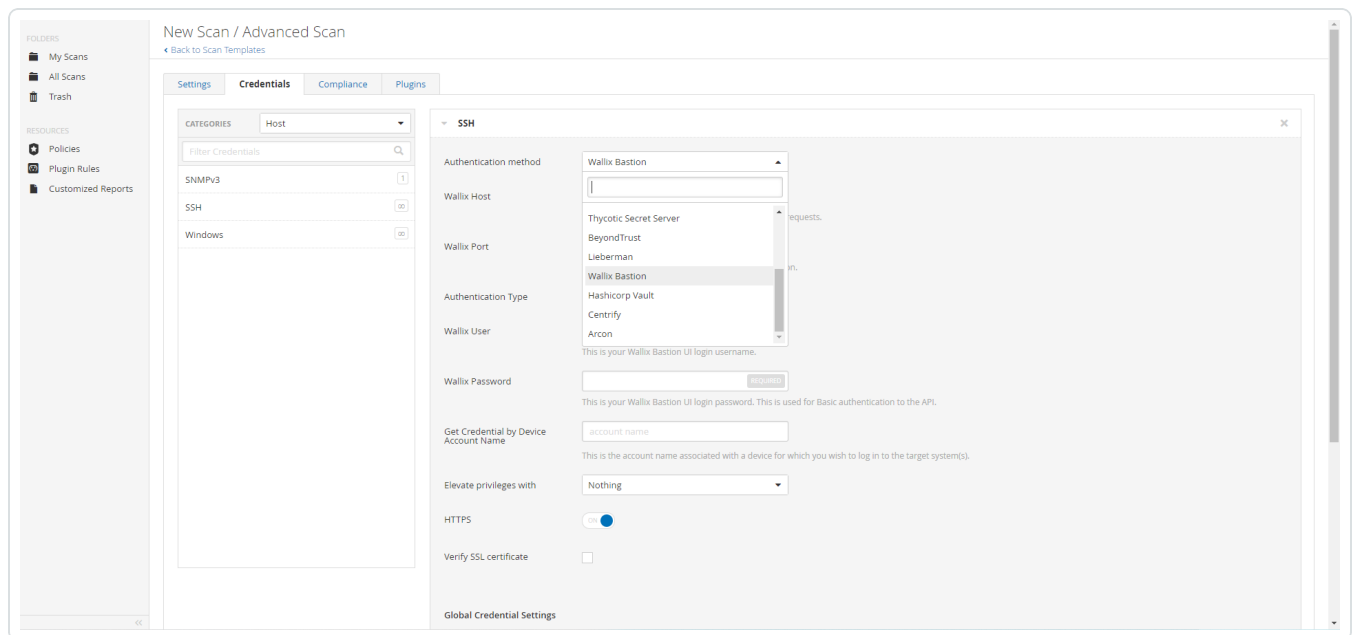 New Scan / Advanced Scan
Back to Scan Templates
FOLDERS
My Scans
All Scans
Trash
RESOURCES
Policies
Plugin Rules
Customized Reports
Settings
Credentials
Compliance
Plugins
CATEGORIES
Host
Filter Credentials
SNMPv3
1
SSH
∞
Windows
∞
SSH
Authentication method
Wallix Bastion
Wallix Host
Thycotic Secret Server
requests.
BeyondTrust
Wallix Port
Lieberman
Wallix Bastion
Hashicorp Vault
Authentication Type
Centrify
Wallix User
Arcon
This is your Wallix Bastion UI login username.
Wallix Password
REQUIRED
This is your Wallix Bastion UI login password. This is used for Basic authentication to the API.
Get Credential by Device
Account Name
account name
This is the account name associated with a device for which you wish to log in to the target system(s).
Elevate privileges with
Nothing
HTTPS
ON
Verify SSL certificate
Global Credential Settings